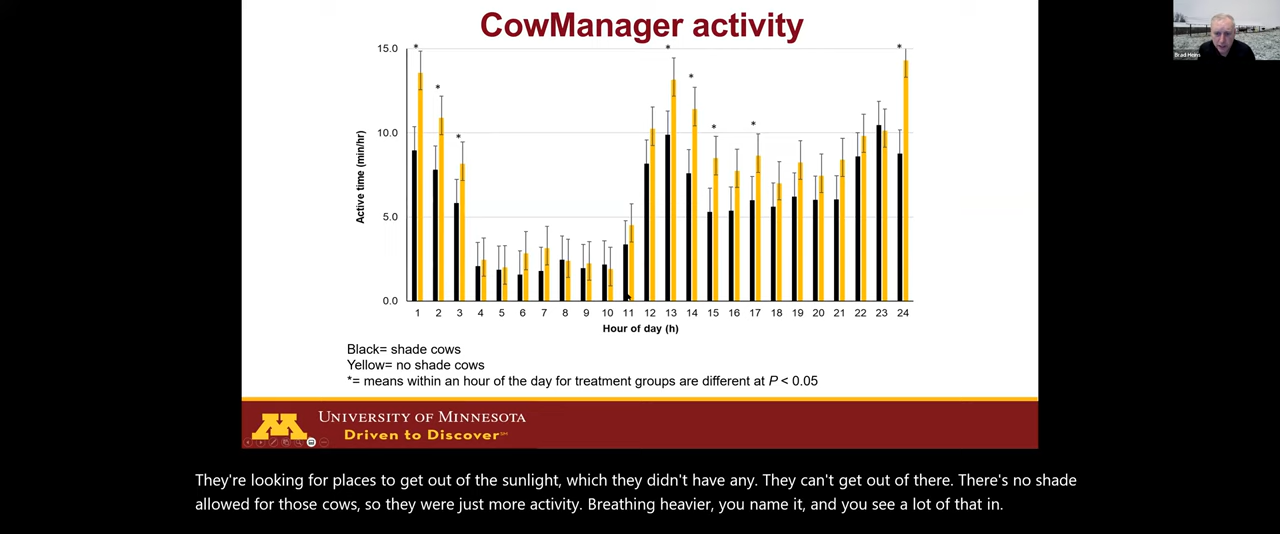 CowManager activity
Brad Heins
15.0
10.0
5.0
0.0
Active time (min/hr)
* * * * * * * *
1 2 3 4 5 6 7 8 9 10 11 12 13 14 15 16 17 18 19 20 21 22 23 24
Hour of day (h)
Black= shade cows
Yellow= no shade cows
*= means within an hour of the day for treatment groups are different at P < 0.05
M
UNIVERSITY OF MINNESOTA
Driven to Discover℠
They're looking for places to get out of the sunlight, which they didn't have any. They can't get out of there. There's no shade
allowed for those cows, so they were just more activity. Breathing heavier, you name it, and you see a lot of that in.